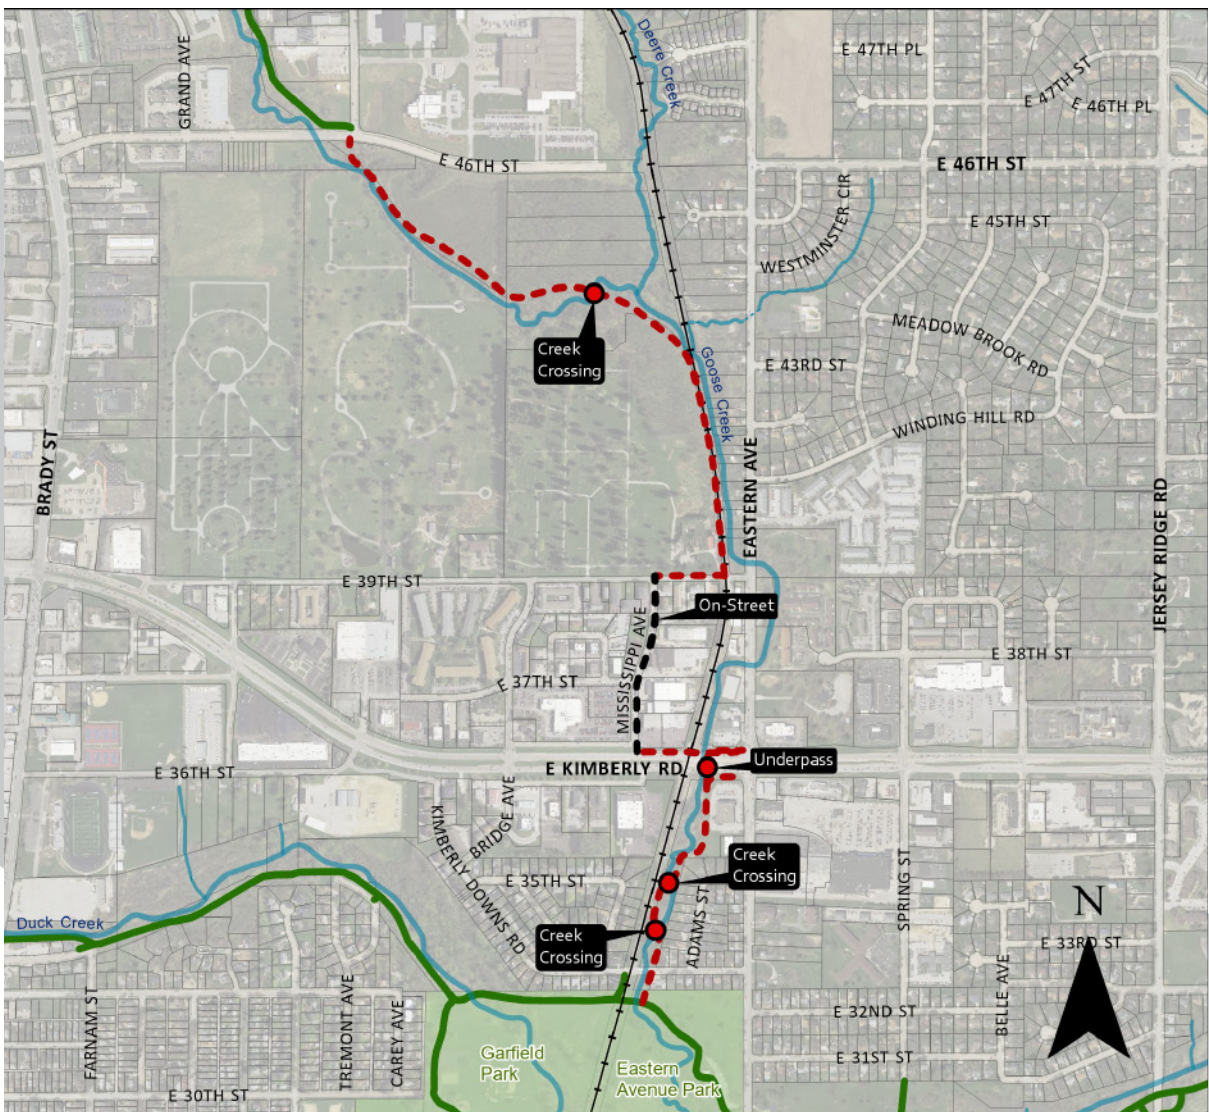 GRAND AVE
Deere Creek
E 47TH PL
E 47TH ST
E 46TH PL
E 46TH ST
E 46TH ST
WESTMINSTER CIR
E 45TH ST
MEADOW BROOK RD
Creek
Crossing
Goose Creek
E 43RD ST
WINDING HILL RD
BRADY ST
EASTERN AVE
JERSEY RIDGE RD
E 39TH ST
On-Street
MISSISSIPPI AVE
E 38TH ST
E 37TH ST
E 36TH ST
E KIMBERLY RD
Underpass
BRIDGE AVE
KIMBERLY DOWNS RD
E 35TH ST
Creek
Crossing
SPRING ST
ADAMS ST
N
Duck Creek
Creek
Crossing
E 33RD ST
FARNAM ST
TREMONT AVE
CAREY AVE
BELLE AVE
E 32ND ST
Garfield
Park
Eastern
Avenue Park
E 31ST ST
E 30TH ST